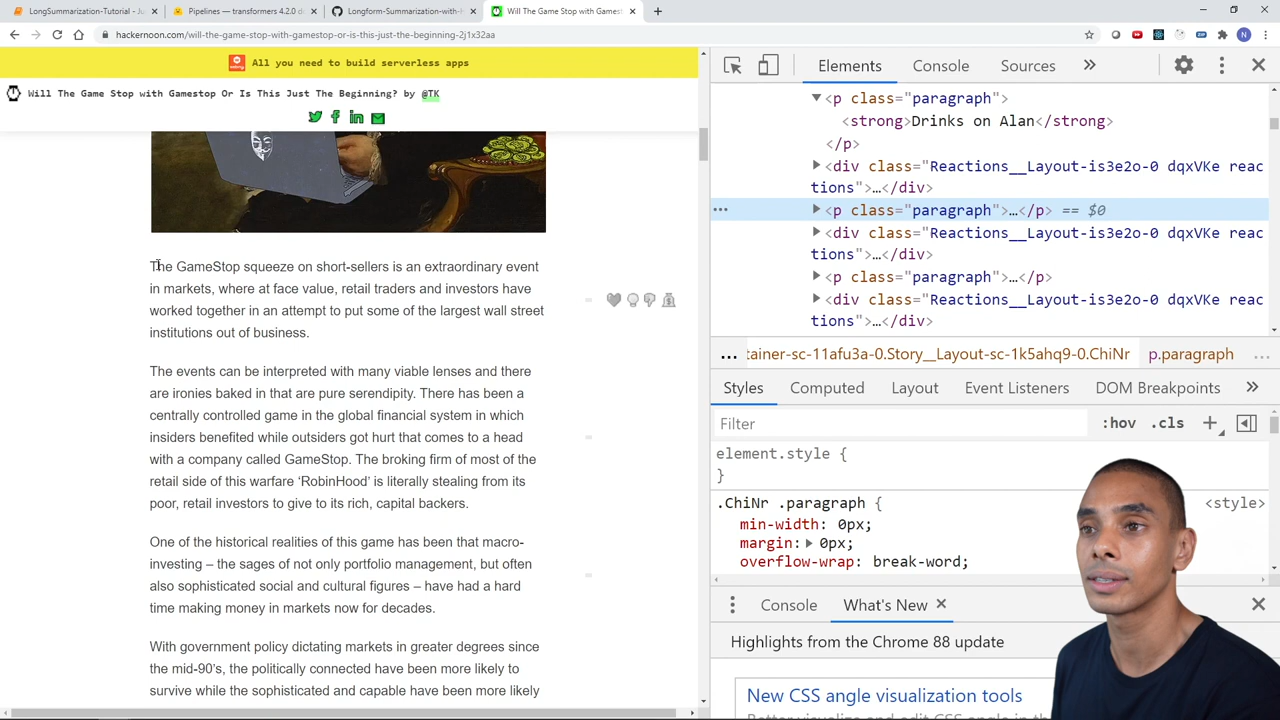 LongSummarization-Tutorial - Ju
Pipelines — transformers 4.2.0 d
Longform-Summarization-with-H
Will The Game Stop with Games
hackernoon.com/will-the-game-stop-with-gamestop-or-is-this-just-the-beginning-2j1x32aa
N
All you need to build serverless apps
Will The Game Stop with Gamestop Or Is This Just The Beginning? by @TK
The GameStop squeeze on short-sellers is an extraordinary event
in markets, where at face value, retail traders and investors have
worked together in an attempt to put some of the largest wall street
institutions out of business.
The events can be interpreted with many viable lenses and there
are ironies baked in that are pure serendipity. There has been a
centrally controlled game in the global financial system in which
insiders benefited while outsiders got hurt that comes to a head
with a company called GameStop. The broking firm of most of the
retail side of this warfare ‘RobinHood’ is literally stealing from its
poor, retail investors to give to its rich, capital backers.
One of the historical realities of this game has been that macro-
investing – the sages of not only portfolio management, but often
also sophisticated social and cultural figures – have had a hard
time making money in markets now for decades.
With government policy dictating markets in greater degrees since
the mid-90’s, the politically connected have been more likely to
survive while the sophisticated and capable have been more likely
Elements Console Sources »
<p class="paragraph">
<strong>Drinks on Alan</strong>
</p>
<div class="Reactions__Layout-is3e2o-0 dqxVKe reac
tions">…</div>
… <p class="paragraph">…</p> == $0
<div class="Reactions__Layout-is3e2o-0 dqxVKe reac
tions">…</div>
<p class="paragraph">…</p>
<div class="Reactions__Layout-is3e2o-0 dqxVKe reac
tions">…</div>
… tainer-sc-11afu3a-0.Story__Layout-sc-1k5ahq9-0.ChiNr p.paragraph …
Styles Computed Layout Event Listeners DOM Breakpoints »
Filter :hov .cls +
element.style {
}
.ChiNr .paragraph { <style>
min-width: 0px;
margin: 0px;
overflow-wrap: break-word;
Console What's New
Highlights from the Chrome 88 update
New CSS angle visualization tools